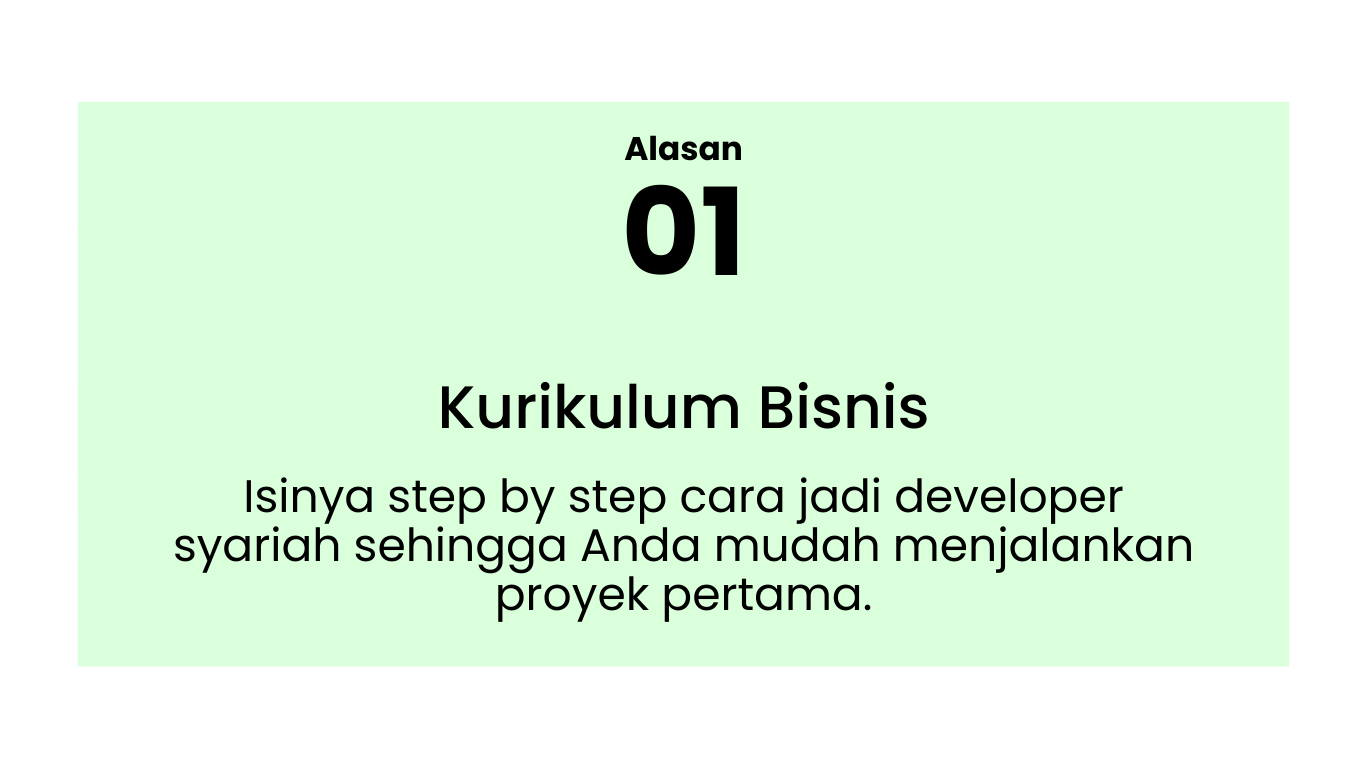 Alasan
01
Kurikulum Bisnis
Isinya step by step cara jadi developer
syariah sehingga Anda mudah menjalankan
proyek pertama.